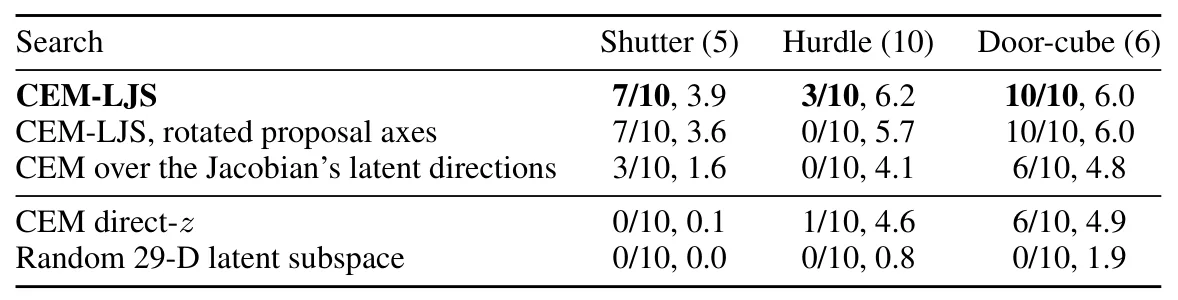 Search Shutter (5) Hurdle (10) Door-cube (6)
CEM-LJS 7/10, 3.9 3/10, 6.2 10/10, 6.0
CEM-LJS, rotated proposal axes 7/10, 3.6 0/10, 5.7 10/10, 6.0
CEM over the Jacobian’s latent directions 3/10, 1.6 0/10, 4.1 6/10, 4.8
CEM direct-z 0/10, 0.1 1/10, 4.6 6/10, 4.9
Random 29-D latent subspace 0/10, 0.0 0/10, 0.8 0/10, 1.9